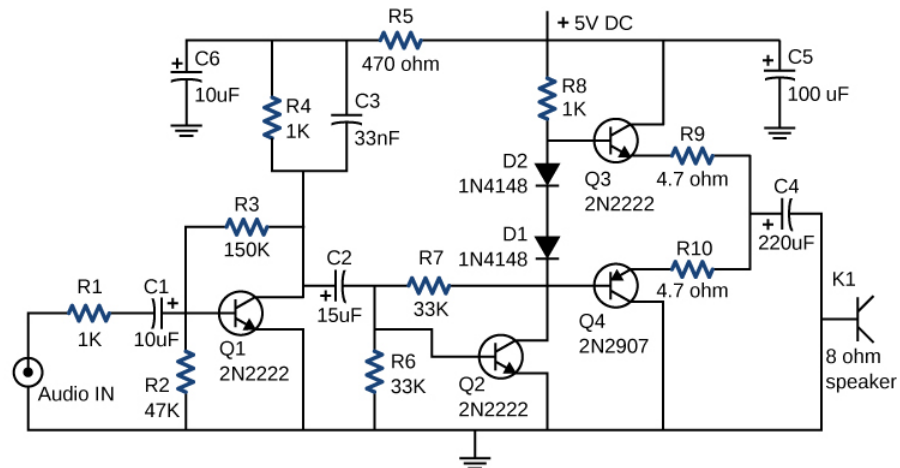 R5
470 ohm
+ 5V DC
+ C6
10uF
R4
1K
C3
33nF
R8
1K
+ C5
100 uF
D2
1N4148
Q3
2N2222
R9
4.7 ohm
R3
150K
D1
1N4148
C4
+
220uF
R10
4.7 ohm
R1
1K
C1
+
10uF
Q1
2N2222
C2
+
15uF
R7
33K
Q4
2N2907
K1
8 ohm
speaker
Audio IN
R2
47K
R6
33K
Q2
2N2222